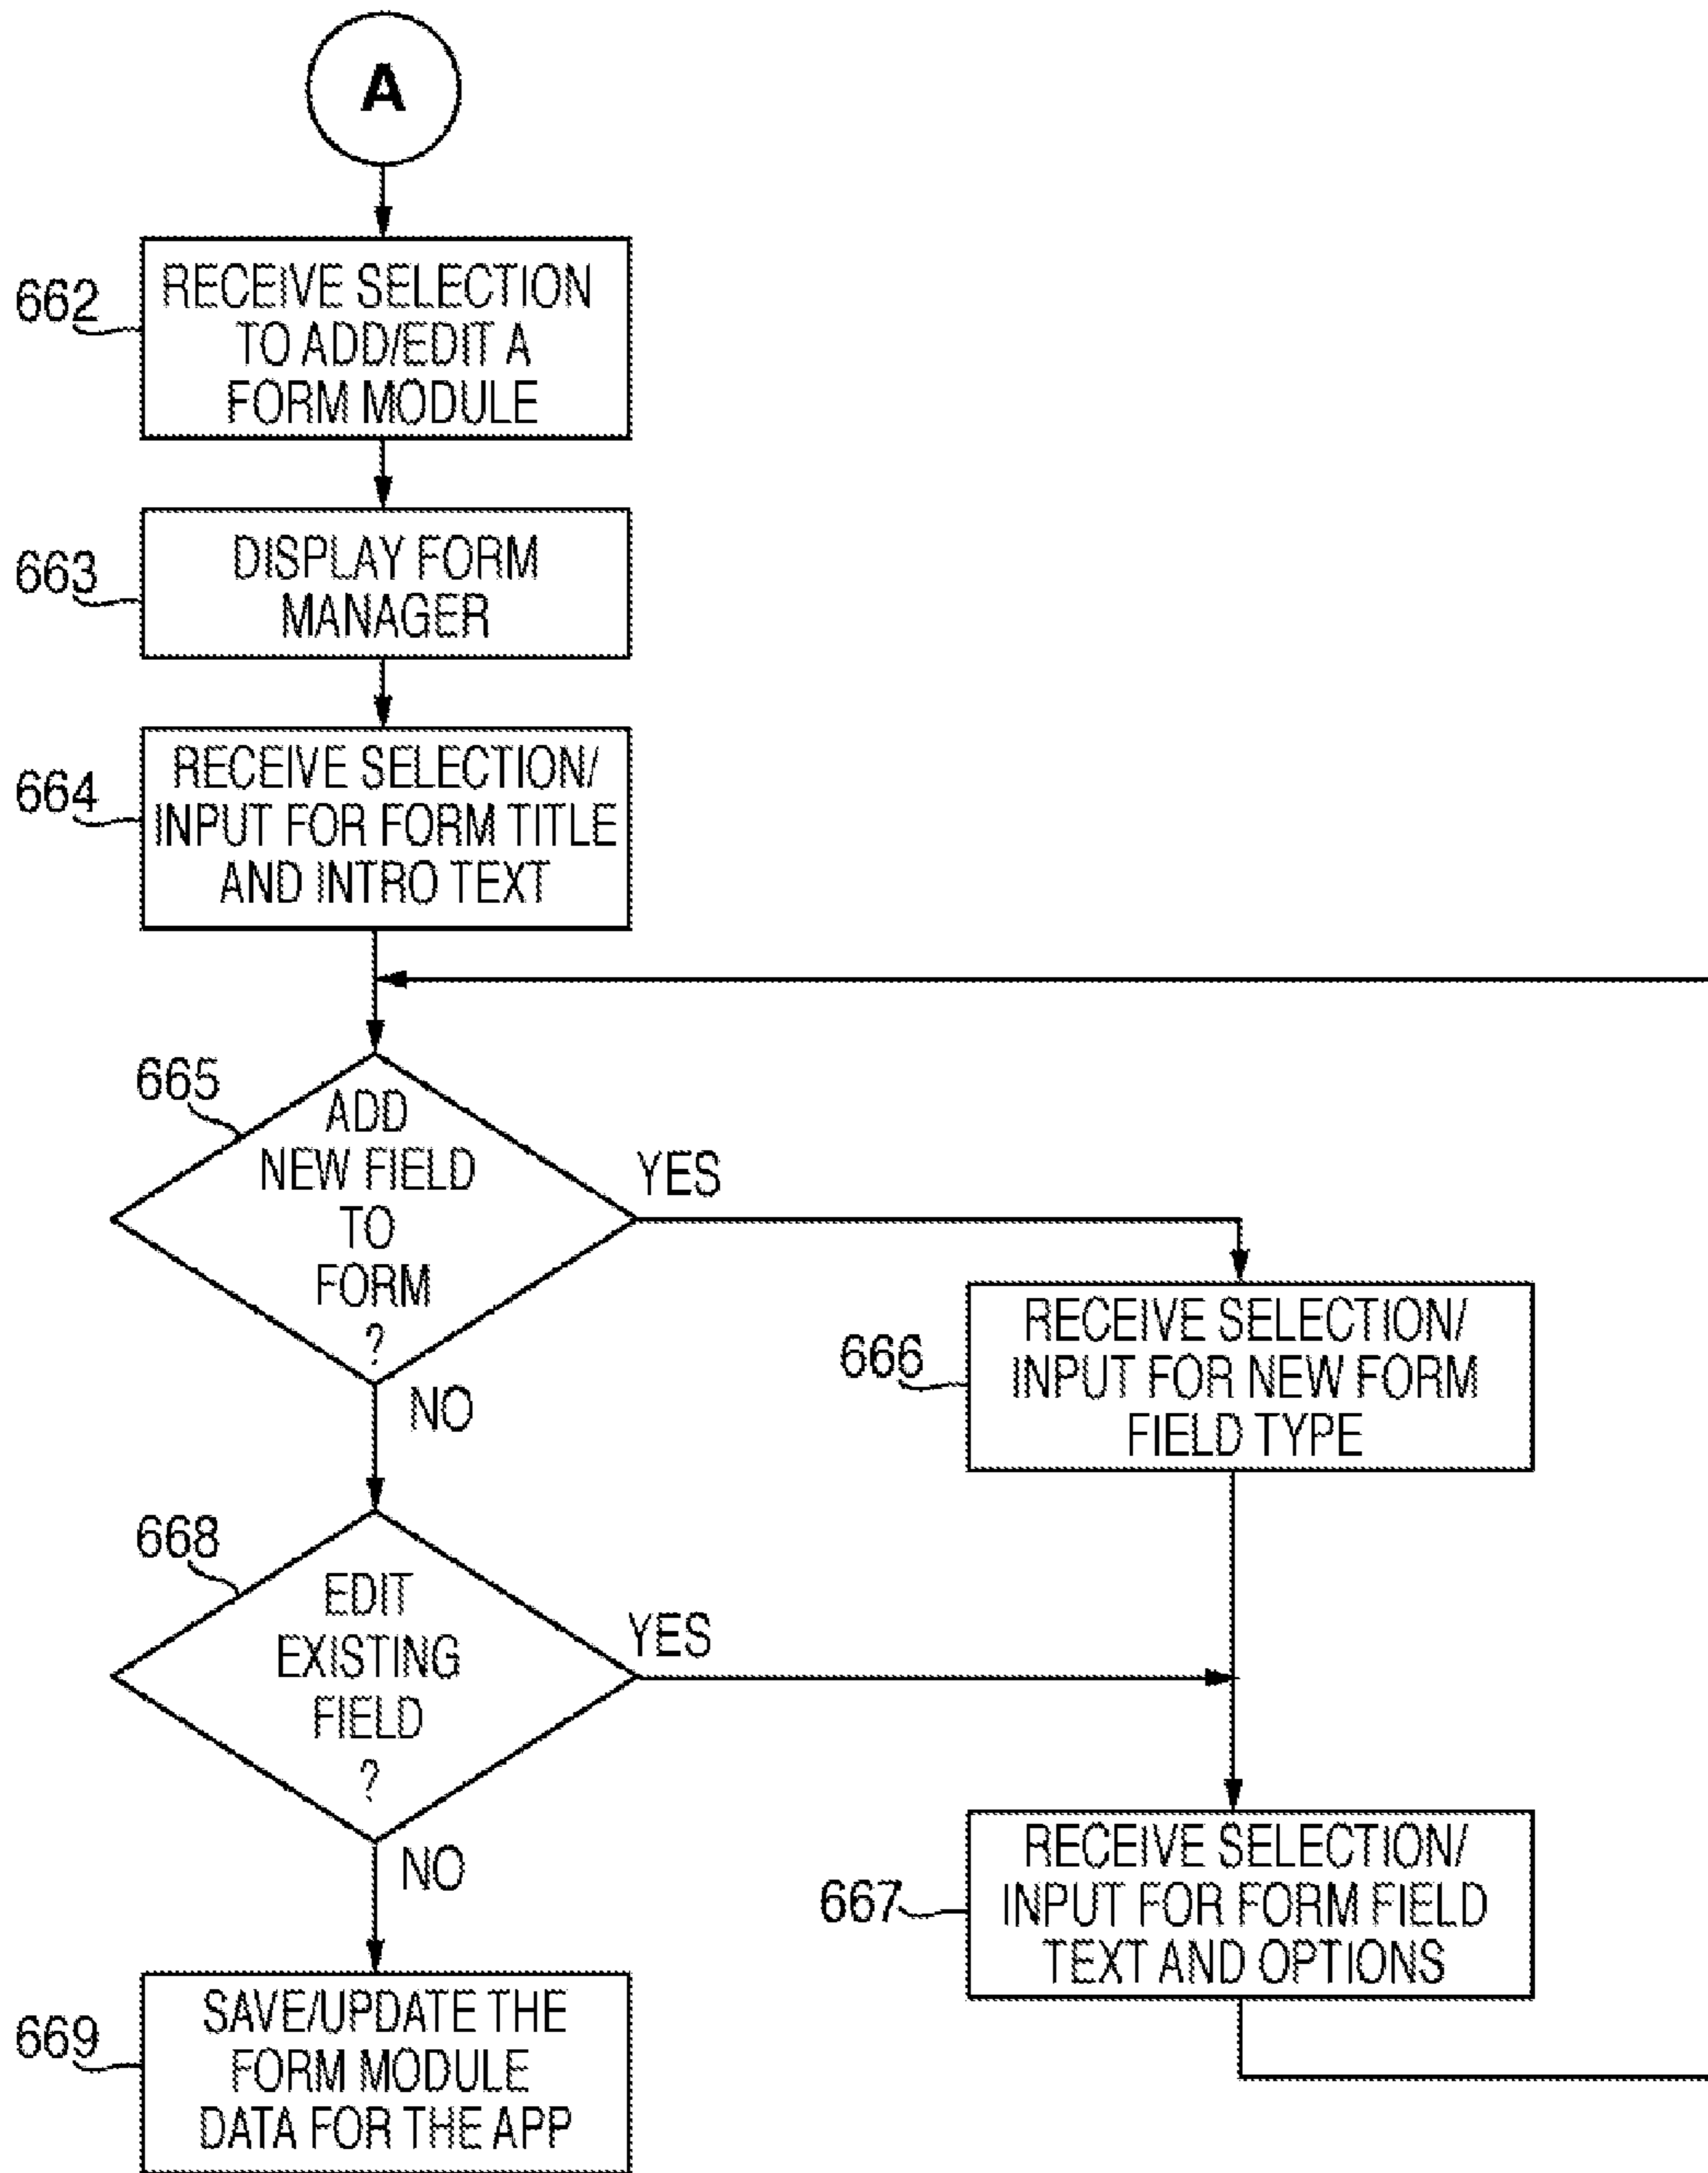 A
662
RECEIVE SELECTION
TO ADD/EDIT A
FORM MODULE
663
DISPLAY FORM
MANAGER
664
RECEIVE SELECTION/
INPUT FOR FORM TITLE
AND INTRO TEXT
665
ADD
NEW FIELD
TO
FORM
?
YES
NO
666
RECEIVE SELECTION/
INPUT FOR NEW FORM
FIELD TYPE
668
EDIT
EXISTING
FIELD
?
YES
NO
667
RECEIVE SELECTION/
INPUT FOR FORM FIELD
TEXT AND OPTIONS
669
SAVE/UPDATE THE
FORM MODULE
DATA FOR THE APP